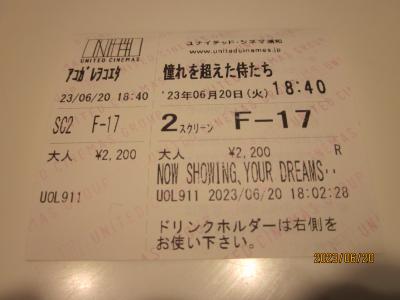 UNITED CINEMAS
ユナイテッド・シネマ浦和
www.unitedcinemas.jp
ｱｺｶﾞﾚｦｺｴﾀ
憧れを超えた侍たち
23/06/20 18:40
'23年06月20日(火) 18:40
SC2 F-17
2スクリーン F-17
大人 ¥2,200
大人 ¥2,200 R
NOW SHOWING, YOUR DREAMS・・
UOL911
UOL911 2023/06/20 18:02:28
ドリンクホルダーは右側を
お使い下さい。
2023/06/20